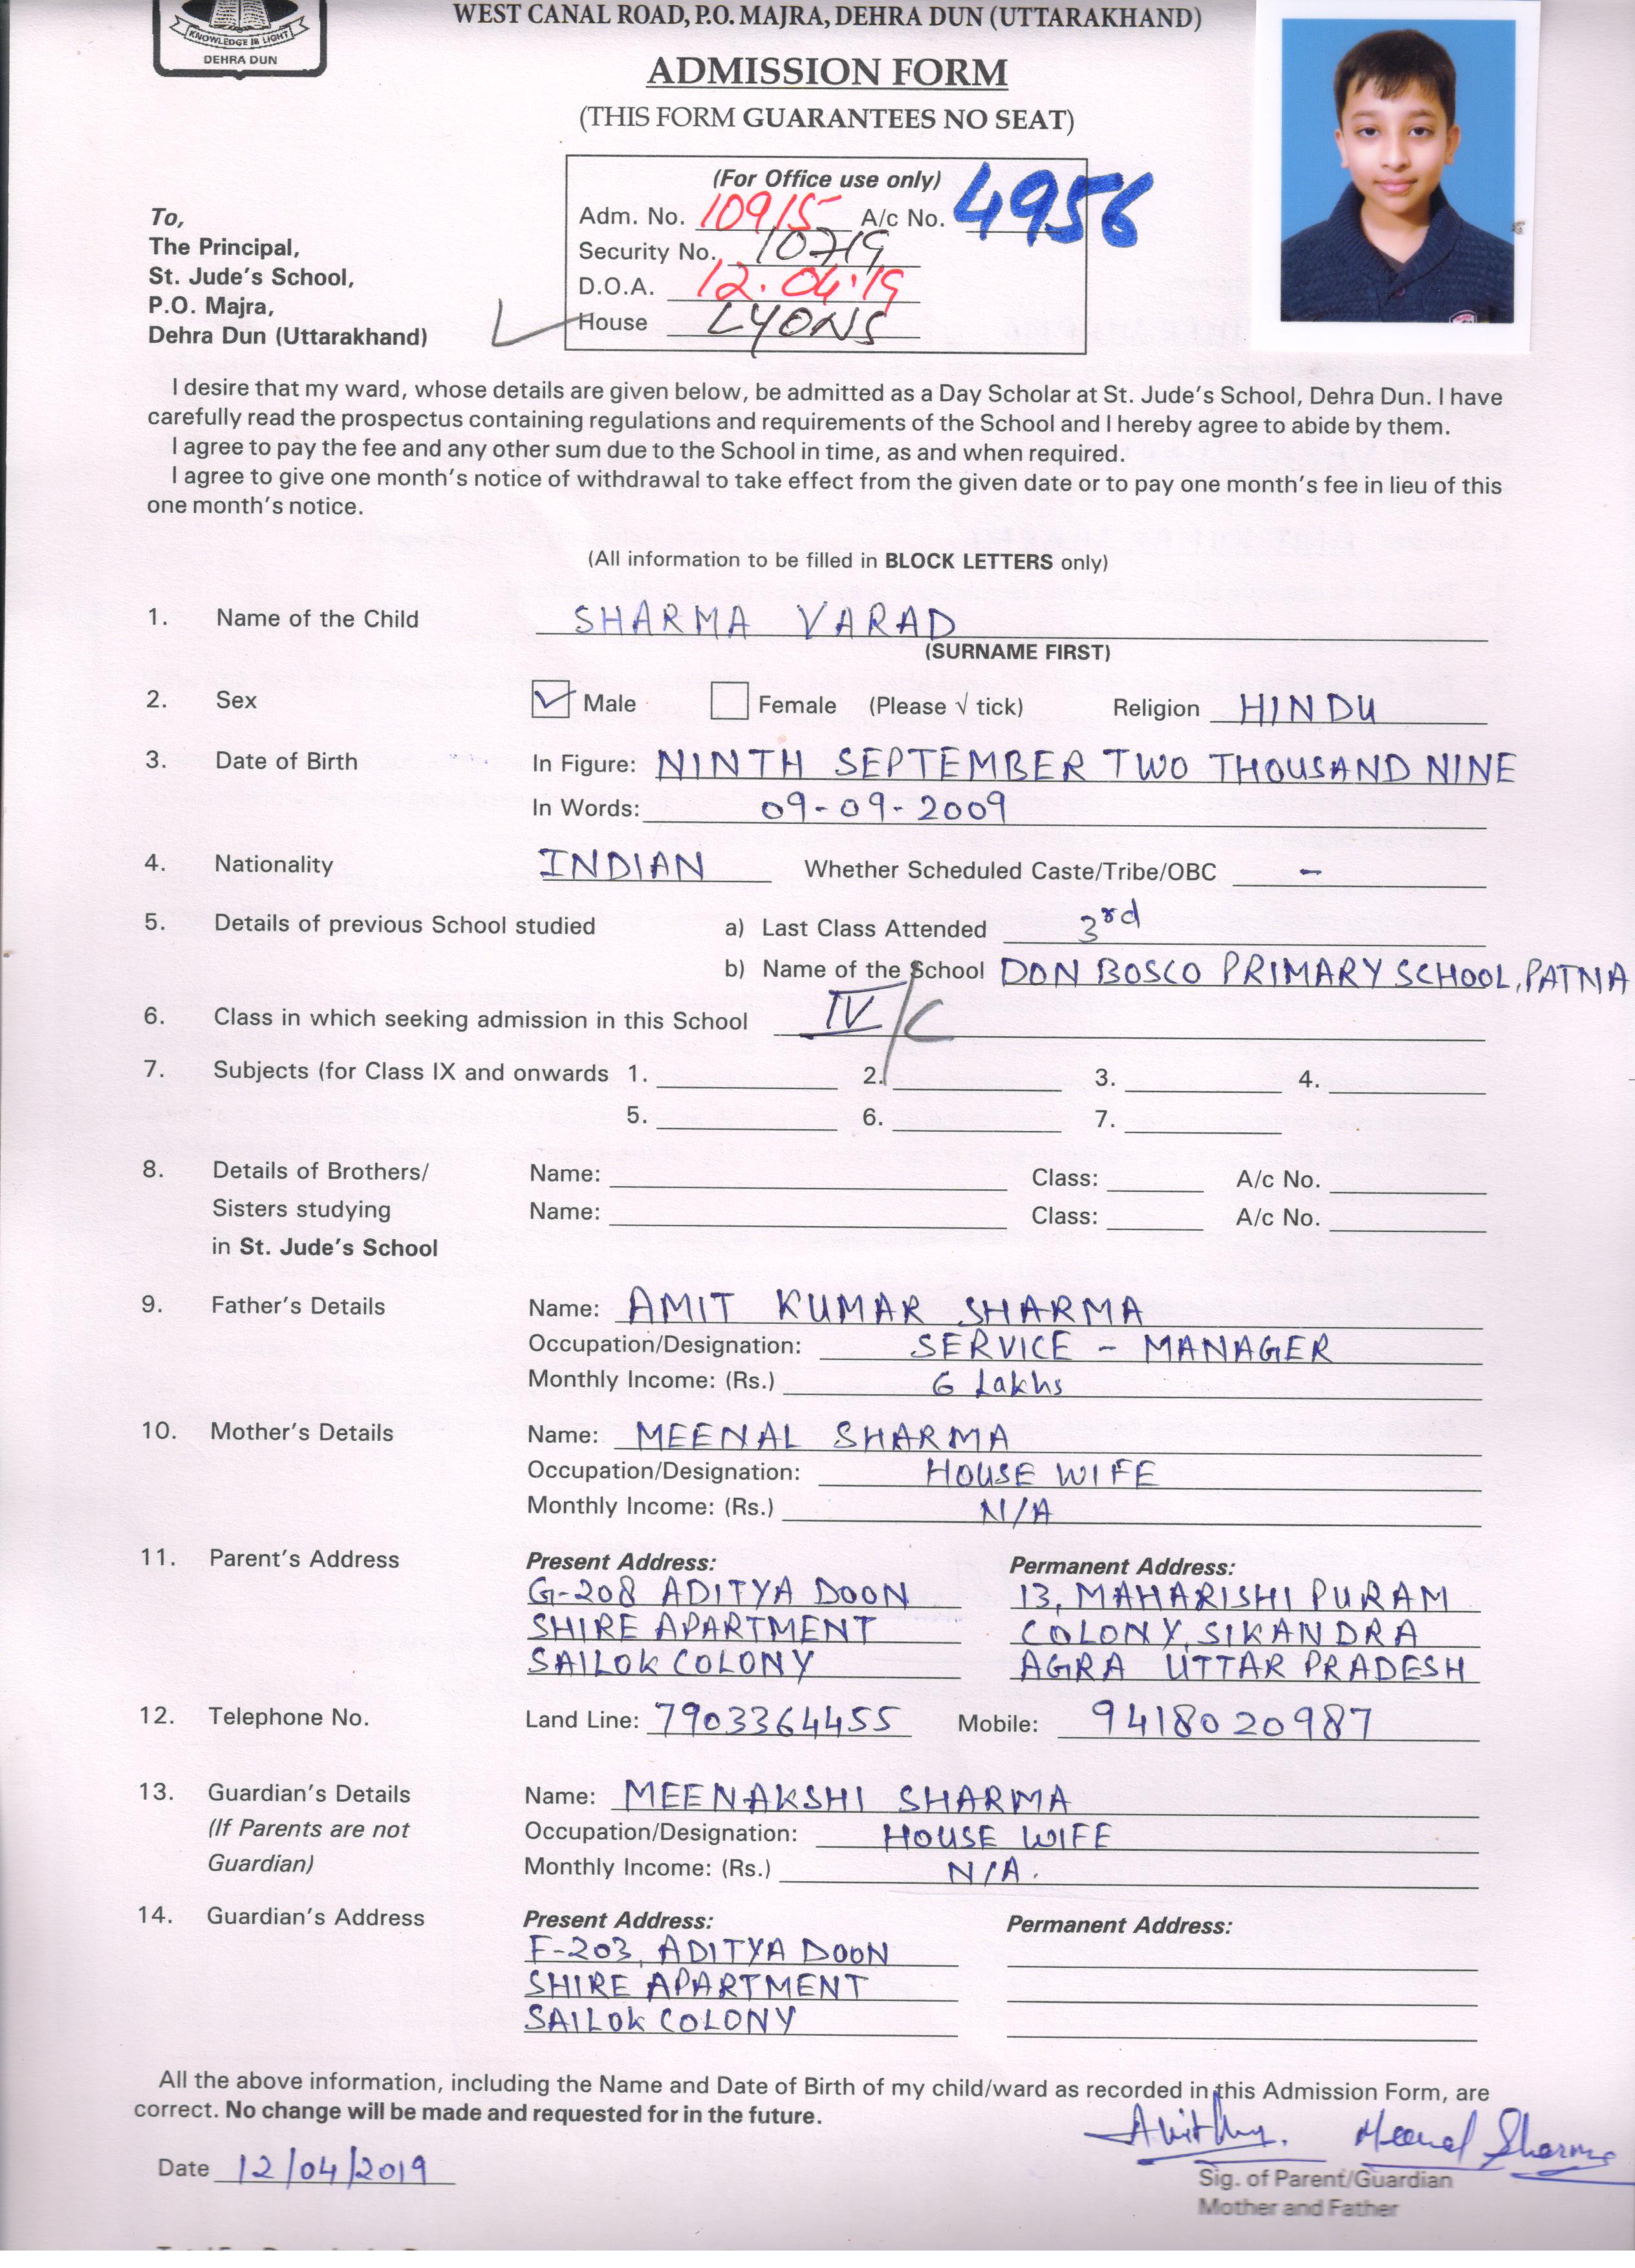 KNOWLEDGE IS LIGHT
DEHRA DUN
WEST CANAL ROAD, P.O. MAJRA, DEHRA DUN (UTTARAKHAND)
ADMISSION FORM
(THIS FORM GUARANTEES NO SEAT)
(For Office use only)
Adm. No. 10915 A/c No. 4956
Security No. 10719
D.O.A. 12.04.19
House LYONS
To,
The Principal,
St. Jude's School,
P.O. Majra,
Dehra Dun (Uttarakhand)
I desire that my ward, whose details are given below, be admitted as a Day Scholar at St. Jude's School, Dehra Dun. I have
carefully read the prospectus containing regulations and requirements of the School and I hereby agree to abide by them.
I agree to pay the fee and any other sum due to the School in time, as and when required.
I agree to give one month's notice of withdrawal to take effect from the given date or to pay one month's fee in lieu of this
one month's notice.
(All information to be filled in BLOCK LETTERS only)
1. Name of the Child SHARMA VARAD
(SURNAME FIRST)
2. Sex Male Female (Please √ tick) Religion HINDU
3. Date of Birth In Figure: NINTH SEPTEMBER TWO THOUSAND NINE
In Words: 09-09-2009
4. Nationality INDIAN Whether Scheduled Caste/Tribe/OBC -
5. Details of previous School studied a) Last Class Attended 3rd
b) Name of the School DON BOSCO PRIMARY SCHOOL, PATNA
6. Class in which seeking admission in this School IV/C
7. Subjects (for Class IX and onwards 1. 2. 3. 4.
5. 6. 7.
8. Details of Brothers/ Name: Class: A/c No.
Sisters studying Name: Class: A/c No.
in St. Jude's School
9. Father's Details Name: AMIT KUMAR SHARMA
Occupation/Designation: SERVICE - MANAGER
Monthly Income: (Rs.) 6 Lakhs
10. Mother's Details Name: MEENAL SHARMA
Occupation/Designation: HOUSE WIFE
Monthly Income: (Rs.) N/A
11. Parent's Address Present Address: Permanent Address:
G-208 ADITYA DOON 13, MAHARISHI PURAM
SHIRE APARTMENT COLONY, SIKANDRA
SAILOK COLONY AGRA UTTAR PRADESH
12. Telephone No. Land Line: 7903364455 Mobile: 9418020987
13. Guardian's Details Name: MEENAKSHI SHARMA
(If Parents are not Occupation/Designation: HOUSE WIFE
Guardian) Monthly Income: (Rs.) N/A.
14. Guardian's Address Present Address: Permanent Address:
F-203, ADITYA DOON
SHIRE APARTMENT
SAILOK COLONY
All the above information, including the Name and Date of Birth of my child/ward as recorded in this Admission Form, are
correct. No change will be made and requested for in the future.
Meenal Sharma
Date 12/04/2019
Sig. of Parent/Guardian
Mother and Father